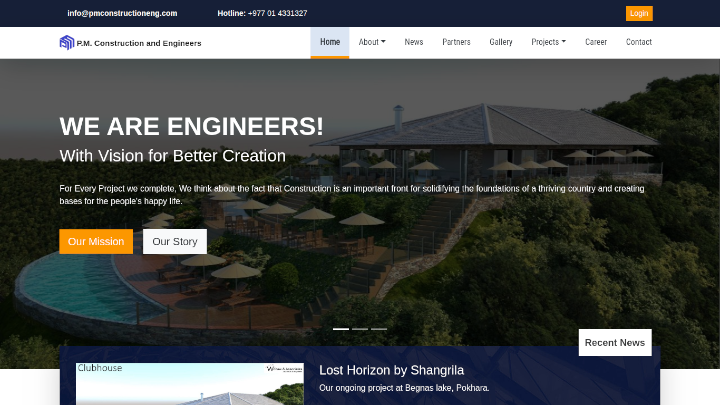 info@pmconstructioneng.com
Hotline: +977 01 4331327
Login
P.M. Construction and Engineers
Home
About
News
Partners
Gallery
Projects
Career
Contact
WE ARE ENGINEERS!
With Vision for Better Creation
For Every Project we complete, We think about the fact that Construction is an important front for solidifying the foundations of a thriving country and creating
bases for the people's happy life.
Our Mission
Our Story
Recent News
Clubhouse
Lost Horizon by Shangrila
Our ongoing project at Begnas lake, Pokhara.